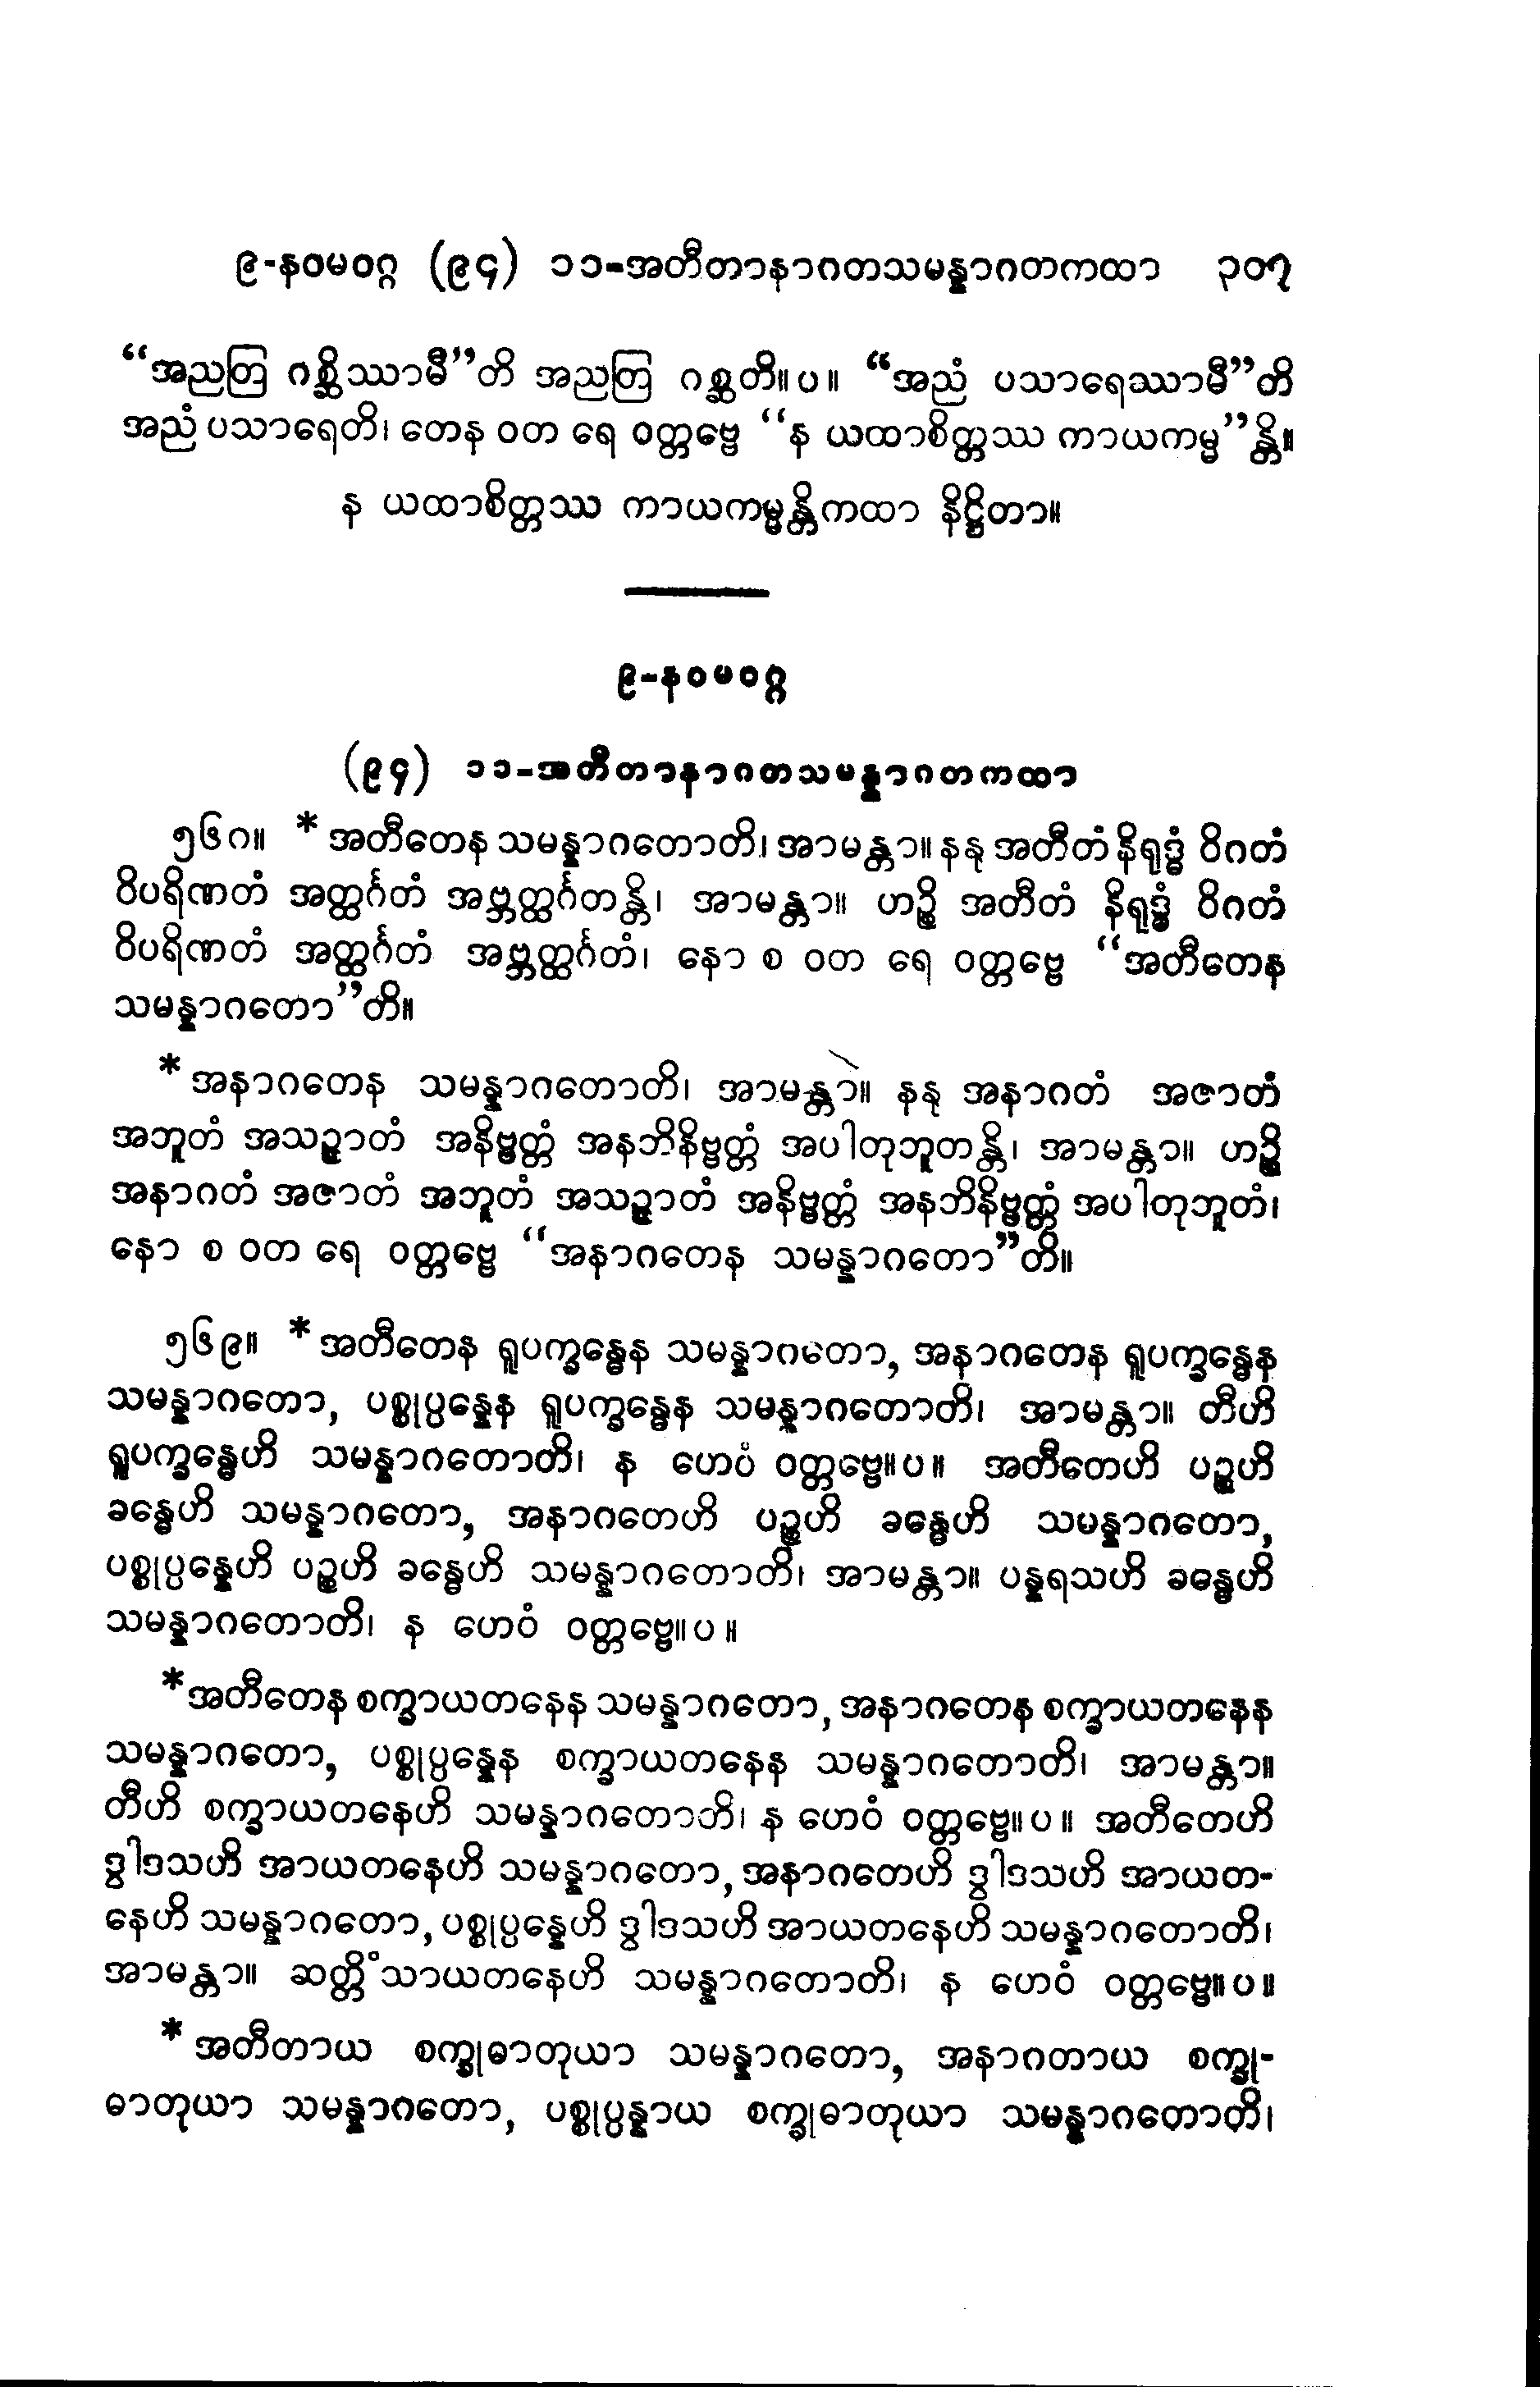 ၉-နဝမဝဂ္ဂ (၉၄) ၁၁-အတီတာနာဂတသမန္နာဂတကထာ ၃၀၇
“အညတြ ဂစ္ဆိဿာမီ”တိ အညတြ ဂစ္ဆတိ။ပ။ “အညံ ပသာရေဿာမီ”တိ
အညံ ပသာရေတိ၊ တေန ဝတ ရေ ဝတ္တဗ္ဗေ “န ယထာစိတ္တဿ ကာယကမ္မ”န္တိ။
န ယထာစိတ္တဿ ကာယကမ္မန္တိကထာ နိဋ္ဌိတာ။
၉-နဝမဝဂ္ဂ
(၉၄) ၁၁-အတီတာနာဂတသမန္နာဂတကထာ
၅၆၈။ * အတီတေန သမန္နာဂတောတိ၊ အာမန္တာ။ နနု အတီတံ နိရုဒ္ဓံ ဝိဂတံ
ဝိပရိဏတံ အတ္ထင်္ဂတံ အဗ္ဘတ္ထင်္ဂတန္တိ၊ အာမန္တာ။ ဟဉ္စိ အတီတံ နိရုဒ္ဓံ ဝိဂတံ
ဝိပရိဏတံ အတ္ထင်္ဂတံ အဗ္ဘတ္ထင်္ဂတံ၊ နော စ ဝတ ရေ ဝတ္တဗ္ဗေ “အတီတေန
သမန္နာဂတော”တိ။
* အနာဂတေန သမန္နာဂတောတိ၊ အာမန္တာ။ နနု အနာဂတံ အဇာတံ
အဘူတံ အသဉ္ဇာတံ အနိဗ္ဗတ္တံ အနဘိနိဗ္ဗတ္တံ အပါတုဘူတန္တိ၊ အာမန္တာ။ ဟဉ္စိ
အနာဂတံ အဇာတံ အဘူတံ အသဉ္ဇာတံ အနိဗ္ဗတ္တံ အနဘိနိဗ္ဗတ္တံ အပါတုဘူတံ၊
နော စ ဝတ ရေ ဝတ္တဗ္ဗေ “အနာဂတေန သမန္နာဂတော”တိ။
၅၆၉။ * အတီတေန ရူပက္ခန္ဓေန သမန္နာဂတော, အနာဂတေန ရူပက္ခန္ဓေန
သမန္နာဂတော, ပစ္စုပ္ပန္နေန ရူပက္ခန္ဓေန သမန္နာဂတောတိ၊ အာမန္တာ။ တီဟိ
ရူပက္ခန္ဓေဟိ သမန္နာဂတောတိ၊ န ဟေဝံ ဝတ္တဗ္ဗေ။ပ။ အတီတေဟိ ပဉ္စဟိ
ခန္ဓေဟိ သမန္နာဂတော, အနာဂတေဟိ ပဉ္စဟိ ခန္ဓေဟိ သမန္နာဂတော,
ပစ္စုပ္ပန္နေဟိ ပဉ္စဟိ ခန္ဓေဟိ သမန္နာဂတောတိ၊ အာမန္တာ။ ပန္နရသဟိ ခန္ဓေဟိ
သမန္နာဂတောတိ၊ န ဟေဝံ ဝတ္တဗ္ဗေ။ပ။
* အတီတေန စက္ခာယတနေန သမန္နာဂတော, အနာဂတေန စက္ခာယတနေန
သမန္နာဂတော, ပစ္စုပ္ပန္နေန စက္ခာယတနေန သမန္နာဂတောတိ၊ အာမန္တာ။
တီဟိ စက္ခာယတနေဟိ သမန္နာဂတောတိ၊ န ဟေဝံ ဝတ္တဗ္ဗေ။ပ။ အတီတေဟိ
ဒွါဒသဟိ အာယတနေဟိ သမန္နာဂတော, အနာဂတေဟိ ဒွါဒသဟိ အာယတ-
နေဟိ သမန္နာဂတော, ပစ္စုပ္ပန္နေဟိ ဒွါဒသဟိ အာယတနေဟိ သမန္နာဂတောတိ၊
အာမန္တာ။ ဆတ္တိံသာယတနေဟိ သမန္နာဂတောတိ၊ န ဟေဝံ ဝတ္တဗ္ဗေ။ပ။
* အတီတာယ စက္ခုဓာတုယာ သမန္နာဂတော, အနာဂတာယ စက္ခု-
ဓာတုယာ သမန္နာဂတော, ပစ္စုပ္ပန္နာယ စက္ခုဓာတုယာ သမန္နာဂတောတိ၊